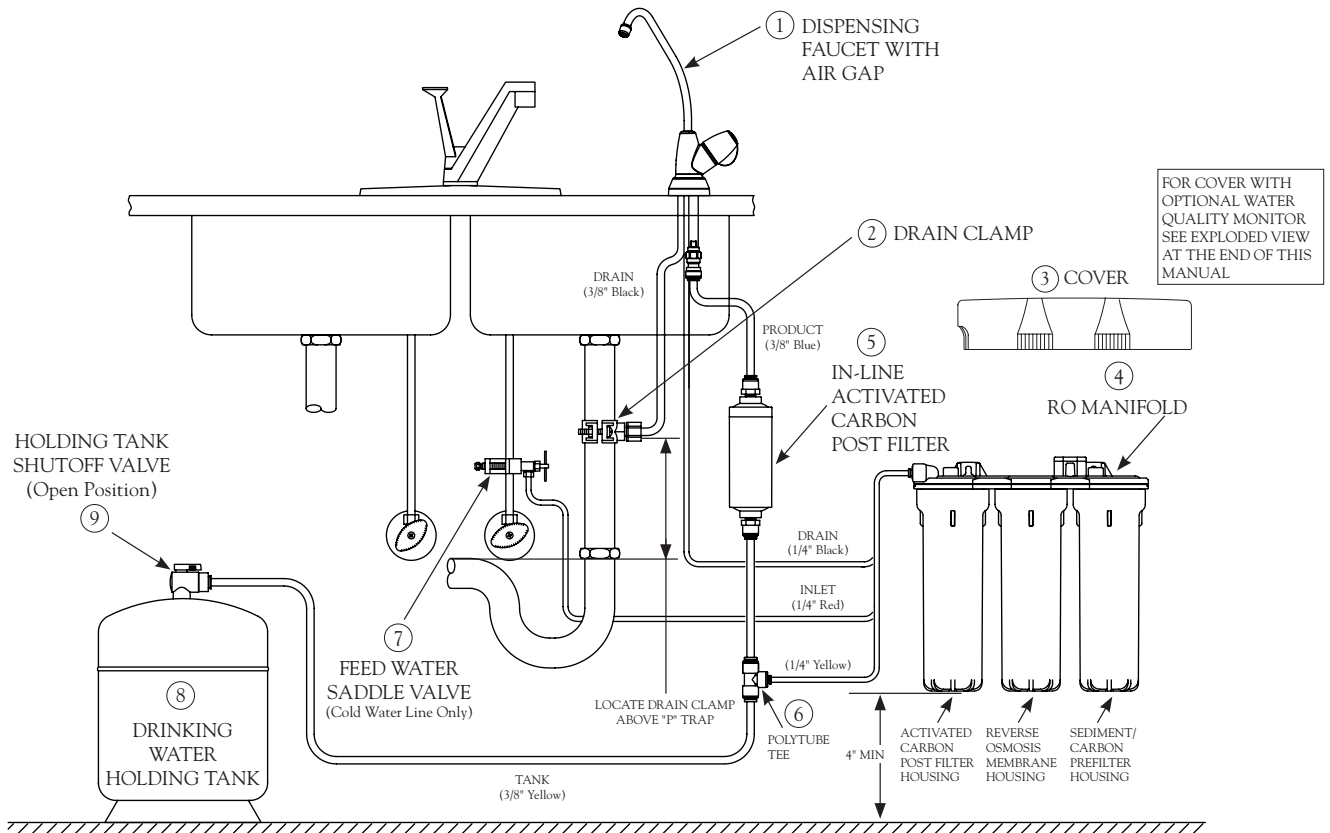 1 DISPENSING
FAUCET WITH
AIR GAP
FOR COVER WITH
OPTIONAL WATER
QUALITY MONITOR
SEE EXPLODED VIEW
AT THE END OF THIS
MANUAL
2 DRAIN CLAMP
DRAIN
(3/8" Black)
3 COVER
PRODUCT
(3/8" Blue)
5
IN-LINE
ACTIVATED
CARBON
POST FILTER
4
RO MANIFOLD
HOLDING TANK
SHUTOFF VALVE
(Open Position)
9
DRAIN
(1/4" Black)
INLET
(1/4" Red)
7
FEED WATER
SADDLE VALVE
(Cold Water Line Only)
(1/4" Yellow)
8
DRINKING
WATER
HOLDING TANK
LOCATE DRAIN CLAMP
ABOVE "P" TRAP
6
POLYTUBE
TEE
4" MIN
ACTIVATED
CARBON
POST FILTER
HOUSING
REVERSE
OSMOSIS
MEMBRANE
HOUSING
SEDIMENT/
CARBON
PREFILTER
HOUSING
TANK
(3/8" Yellow)